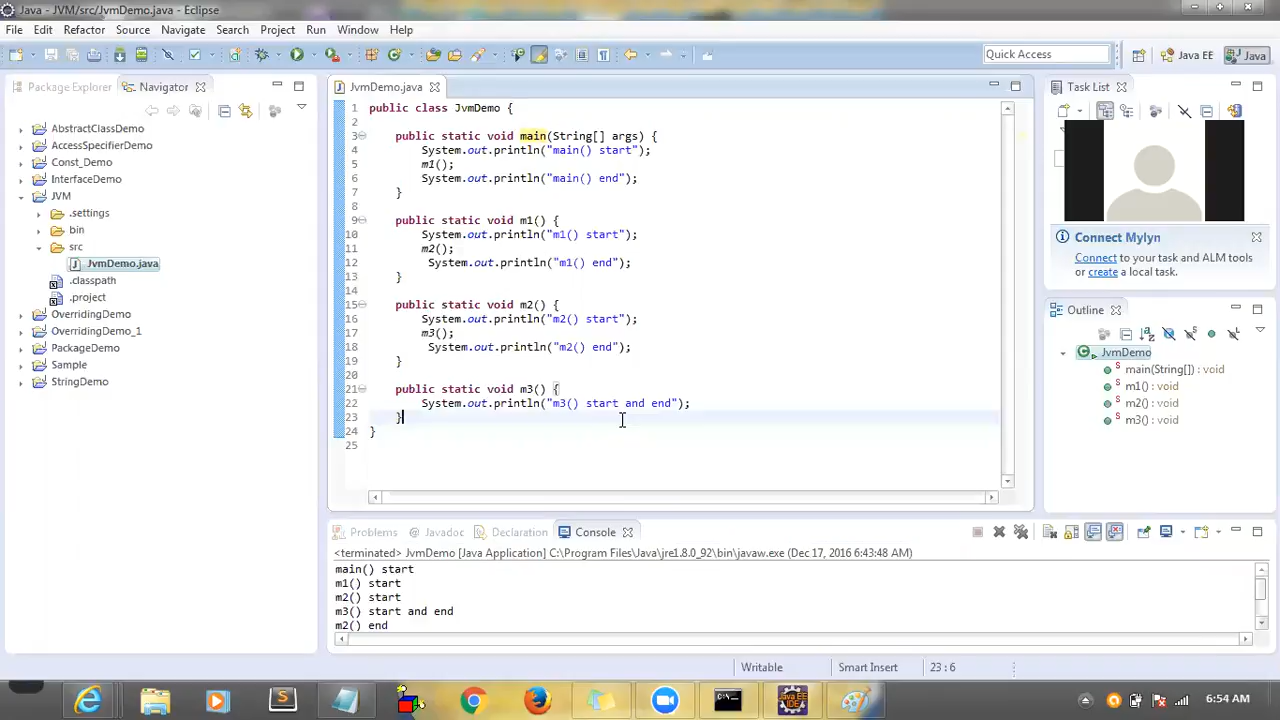 Java - JVM/src/JvmDemo.java - Eclipse
File Edit Refactor Source Navigate Search Project Run Window Help
Quick Access
Java EE
Java
Package Explorer
Navigator
AbstractClassDemo
AccessSpecifierDemo
Const_Demo
InterfaceDemo
JVM
.settings
bin
src
JvmDemo.java
.classpath
.project
OverridingDemo
OverridingDemo_1
PackageDemo
Sample
StringDemo
JvmDemo.java
1 public class JvmDemo {
2
3 public static void main(String[] args) {
4 System.out.println("main() start");
5 m1();
6 System.out.println("main() end");
7 }
8
9 public static void m1() {
10 System.out.println("m1() start");
11 m2();
12 System.out.println("m1() end");
13 }
14
15 public static void m2() {
16 System.out.println("m2() start");
17 m3();
18 System.out.println("m2() end");
19 }
20
21 public static void m3() {
22 System.out.println("m3() start and end");
23 }
24 }
25
Task List
Connect Mylyn
Connect to your task and ALM tools
or create a local task.
Outline
JvmDemo
main(String[]) : void
m1() : void
m2() : void
m3() : void
Problems Javadoc Declaration Console
<terminated> JvmDemo [Java Application] C:\Program Files\Java\jre1.8.0_92\bin\javaw.exe (Dec 17, 2016 6:43:48 AM)
main() start
m1() start
m2() start
m3() start and end
m2() end
Writable
Smart Insert
23 : 6
Java EE
IDE
6:54 AM